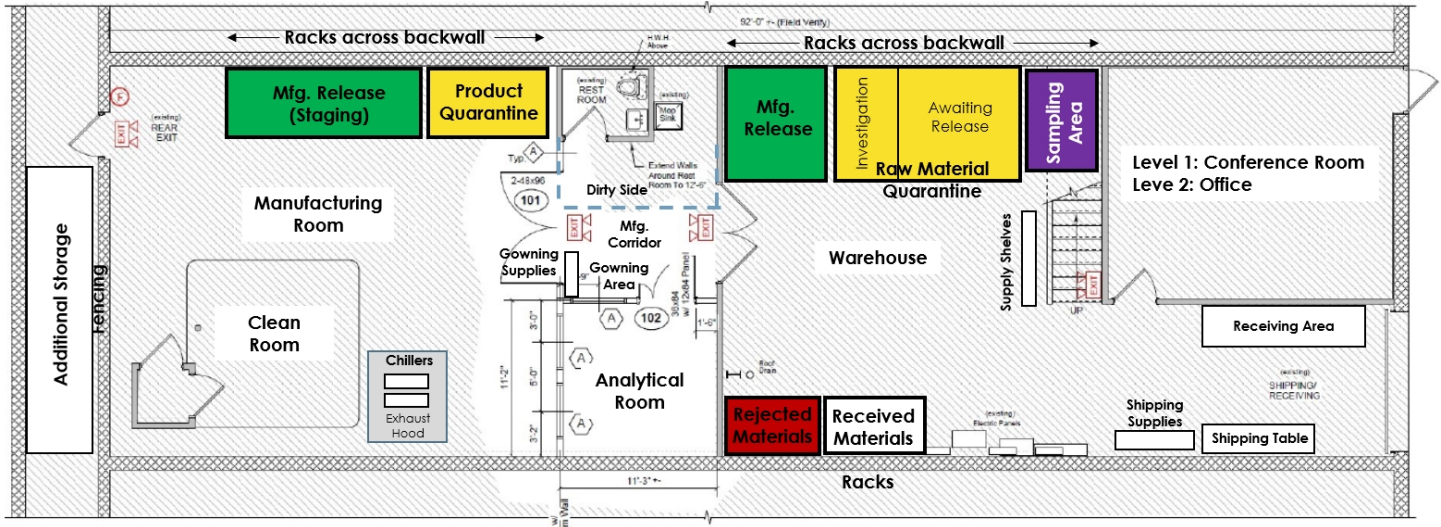 92'-0" +- (Field Verify)
Racks across backwall
Racks across backwall
H.W.H
Above
Mfg. Release
(Staging)
Product
Quarantine
(existing)
REST
ROOM
(existing)
Mop
Sink
Mfg.
Release
Investigation
Awaiting
Release
Raw Material
Quarantine
Sampling
Area
F
EXIT
(existing)
REAR
EXIT
Typ.
A
Extend Walls
Around Rest
Room To 12'-6"
Level 1: Conference Room
Leve 2: Office
2-48x96
101
Dirty Side
Manufacturing
Room
EXIT
EXIT
Mfg.
Corridor
Gowning
Supplies
Gowning
Area
-9"
36x84
w/ 12x84 Panel
Warehouse
Supply Shelves
EXIT
UP
Additional Storage
Fencing
Clean
Room
3'-0"
A
102
1'-6"
Receiving Area
Chillers
Exhaust
Hood
11'-2"
5'-0"
A
Analytical
Room
Roof
Drain
(existing)
SHIPPING/
RECEIVING
3'-2"
A
Rejected
Materials
Received
Materials
(existing)
Electric Panels
Shipping
Supplies
Shipping Table
11'-3" +-
Racks
w/
m Wall